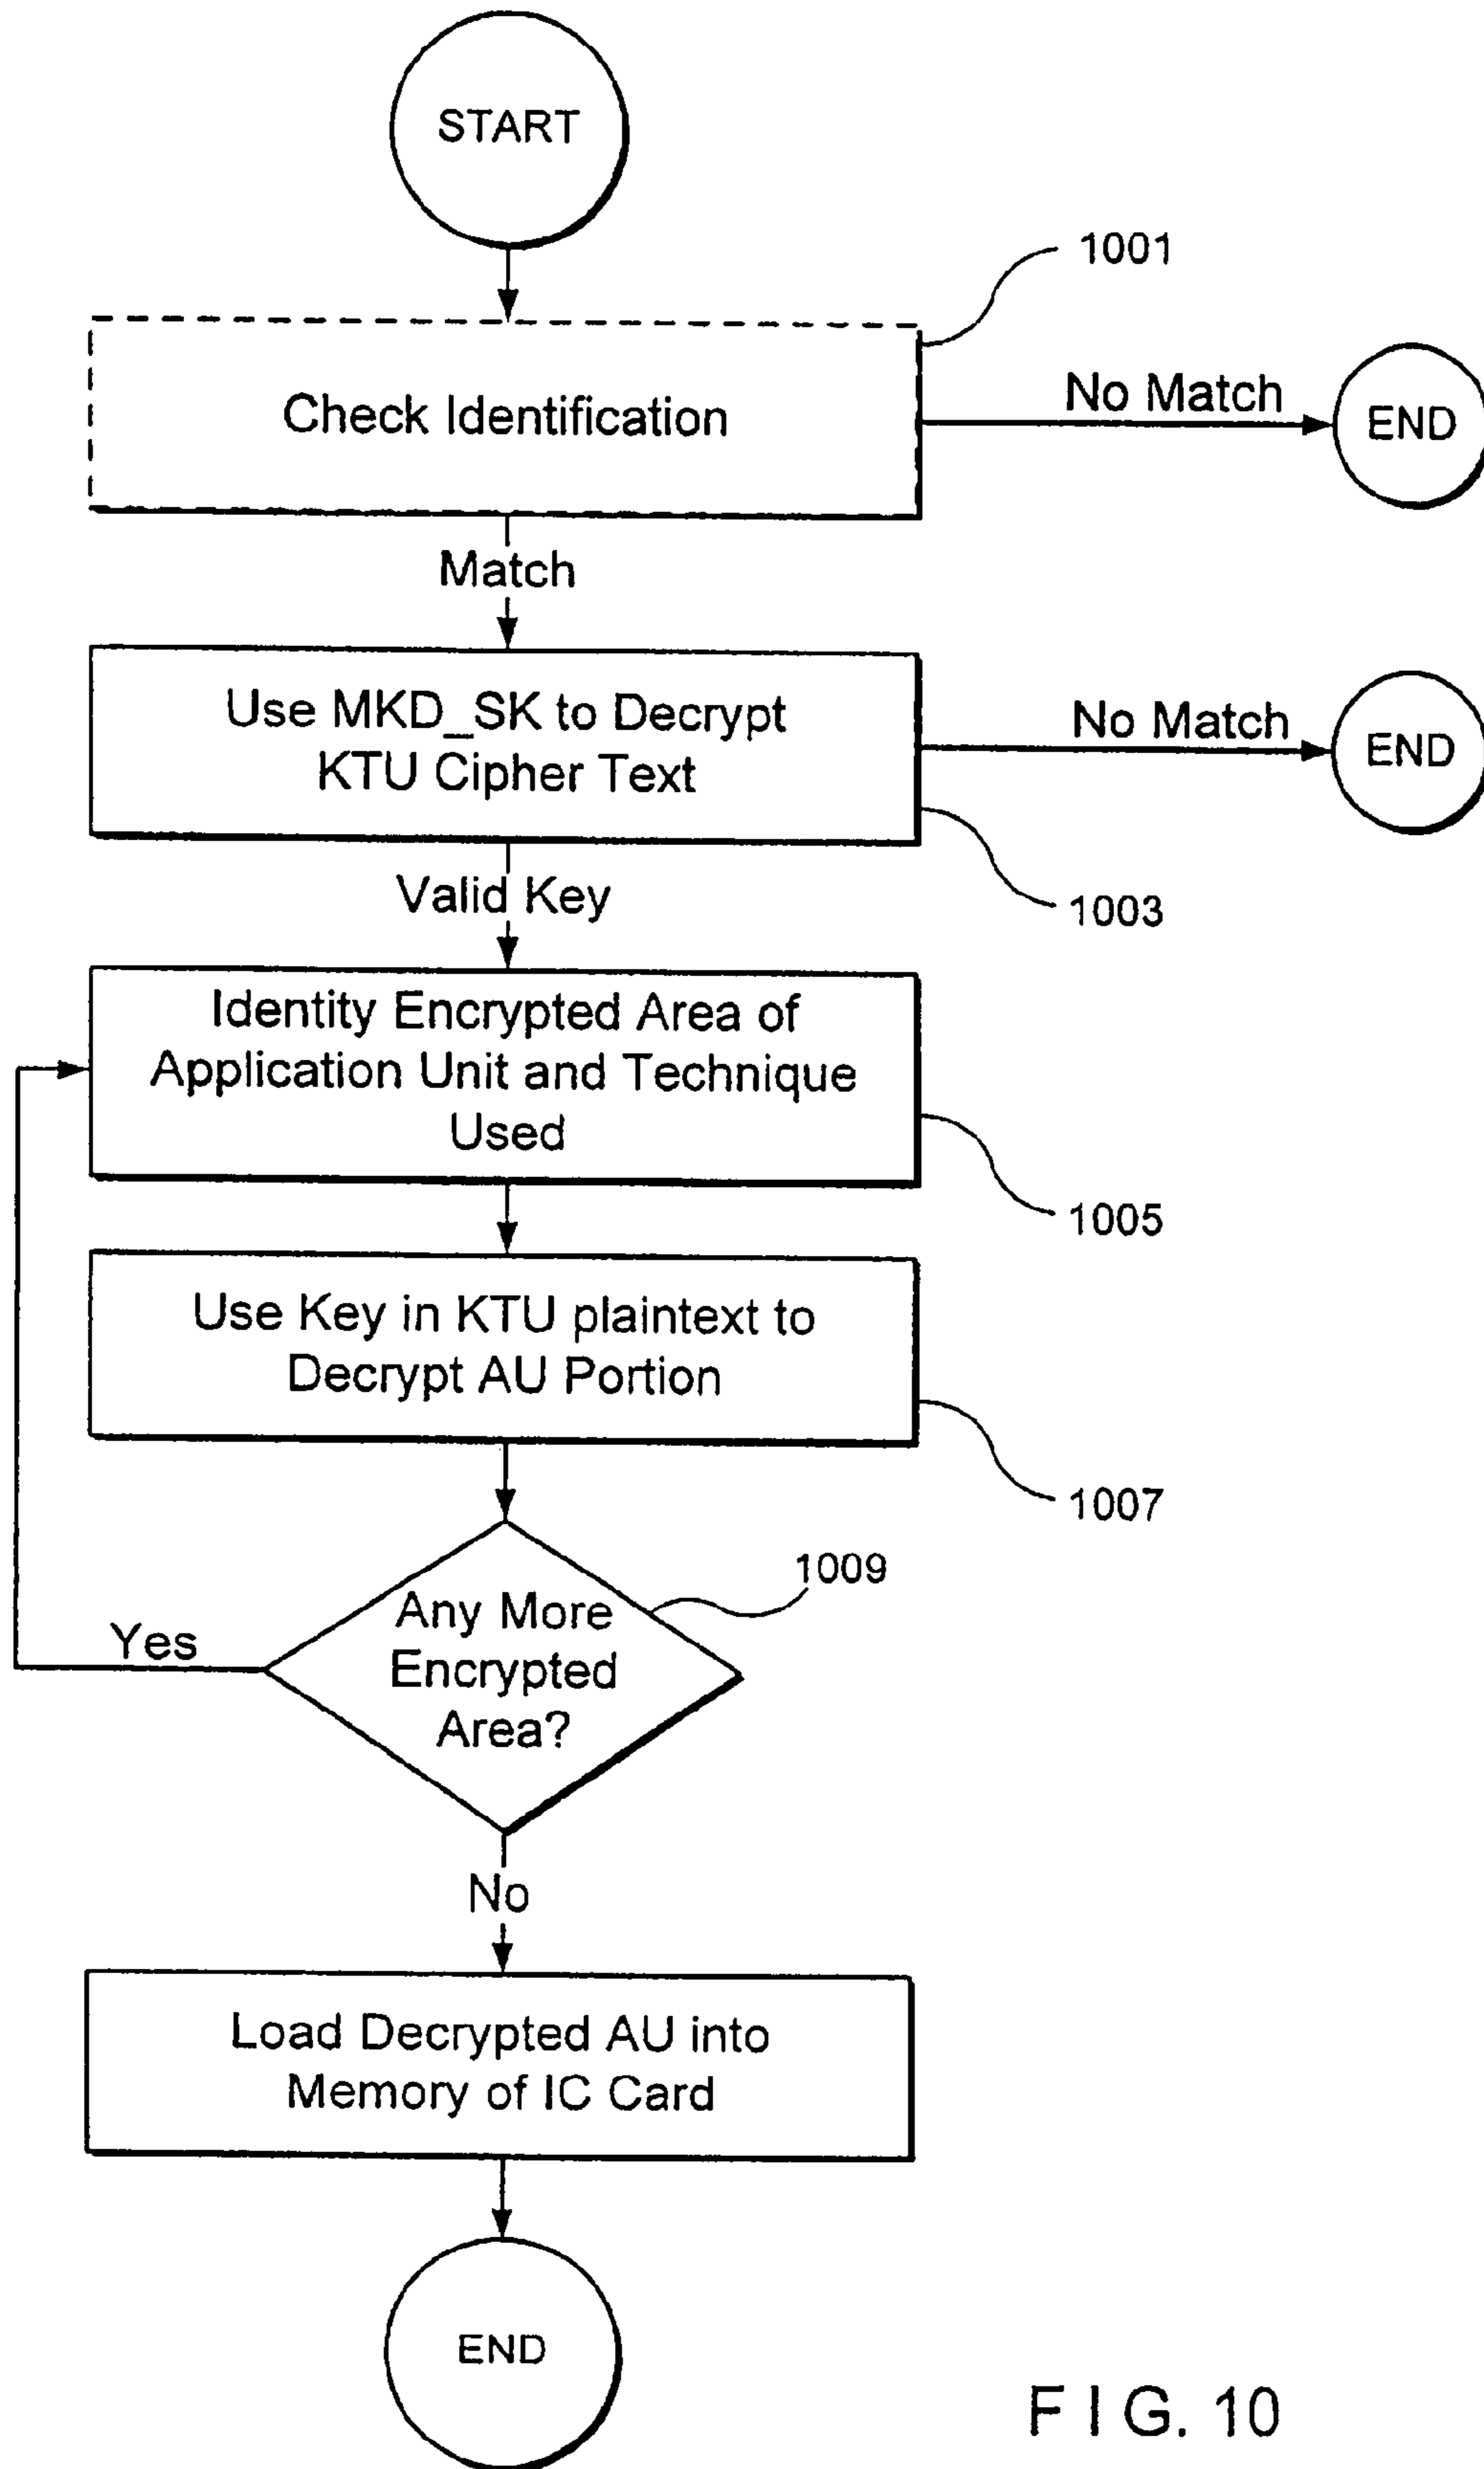 START
1001
Check Identification
No Match
END
Match
Use MKD_SK to Decrypt
KTU Cipher Text
No Match
END
1003
Valid Key
Identity Encrypted Area of
Application Unit and Technique
Used
1005
Use Key in KTU plaintext to
Decrypt AU Portion
1007
1009
Any More
Encrypted
Area?
Yes
No
Load Decrypted AU into
Memory of IC Card
END
FIG. 10